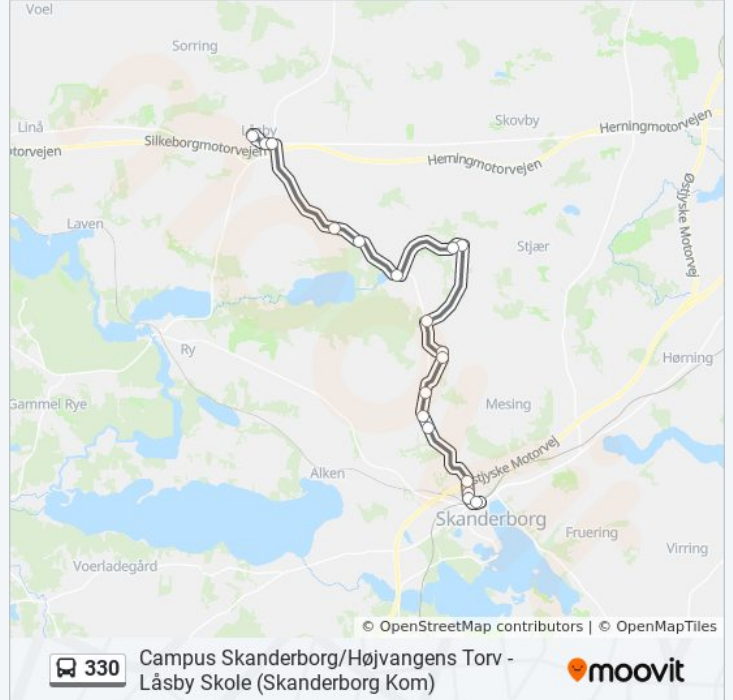 Voel
Sorring
Låsby
Linå
Skovby
Herningmotorvejen
Silkeborgmotorvejen
otorvejen
Herningmotorvejen
Østjyske Motorvej
Laven
Stjær
Ry
Hørning
Gammel Rye
Mesing
Østjyske Motorvej
Alken
Skanderborg
Fruering
Virring
Voerladegård
© OpenStreetMap contributors | © OpenMapTiles
330
Campus Skanderborg/Højvangens Torv -
Låsby Skole (Skanderborg Kom)
moovit